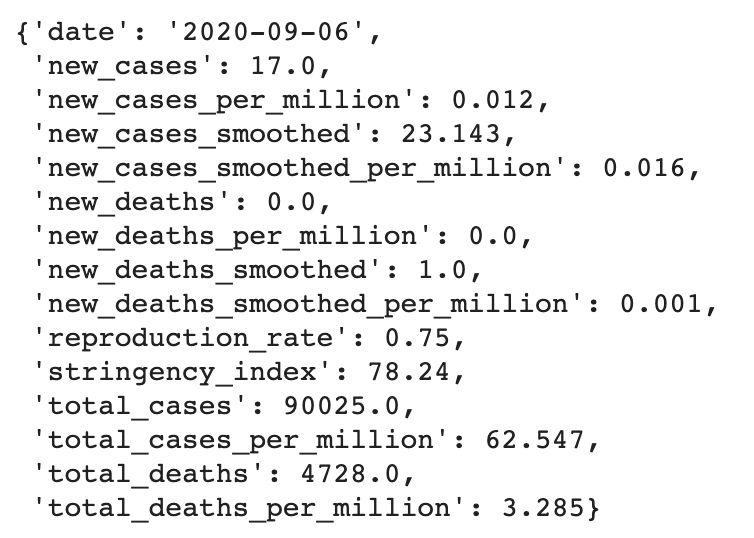 {'date': '2020-09-06',
'new_cases': 17.0,
'new_cases_per_million': 0.012,
'new_cases_smoothed': 23.143,
'new_cases_smoothed_per_million': 0.016,
'new_deaths': 0.0,
'new_deaths_per_million': 0.0,
'new_deaths_smoothed': 1.0,
'new_deaths_smoothed_per_million': 0.001,
'reproduction_rate': 0.75,
'stringency_index': 78.24,
'total_cases': 90025.0,
'total_cases_per_million': 62.547,
'total_deaths': 4728.0,
'total_deaths_per_million': 3.285}